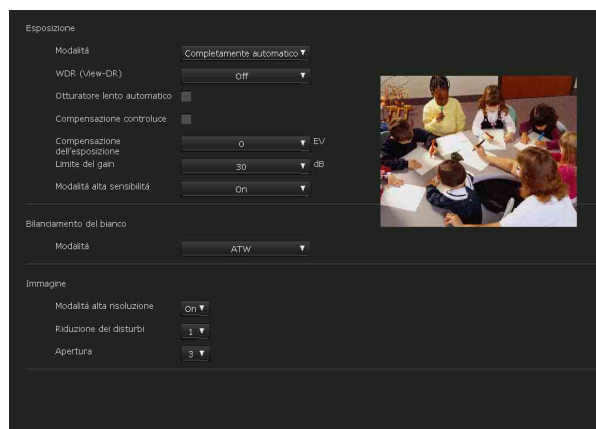 Esposizione
Modalità Completamente automatico
WDR (View-DR) Off
Otturatore lento automatico
Compensazione controluce
Compensazione dell'esposizione 0 EV
Limite del gain 30 dB
Modalità alta sensibilità On
Bilanciamento del bianco
Modalità ATW
Immagine
Modalità alta risoluzione On
Riduzione dei disturbi 1
Apertura 3